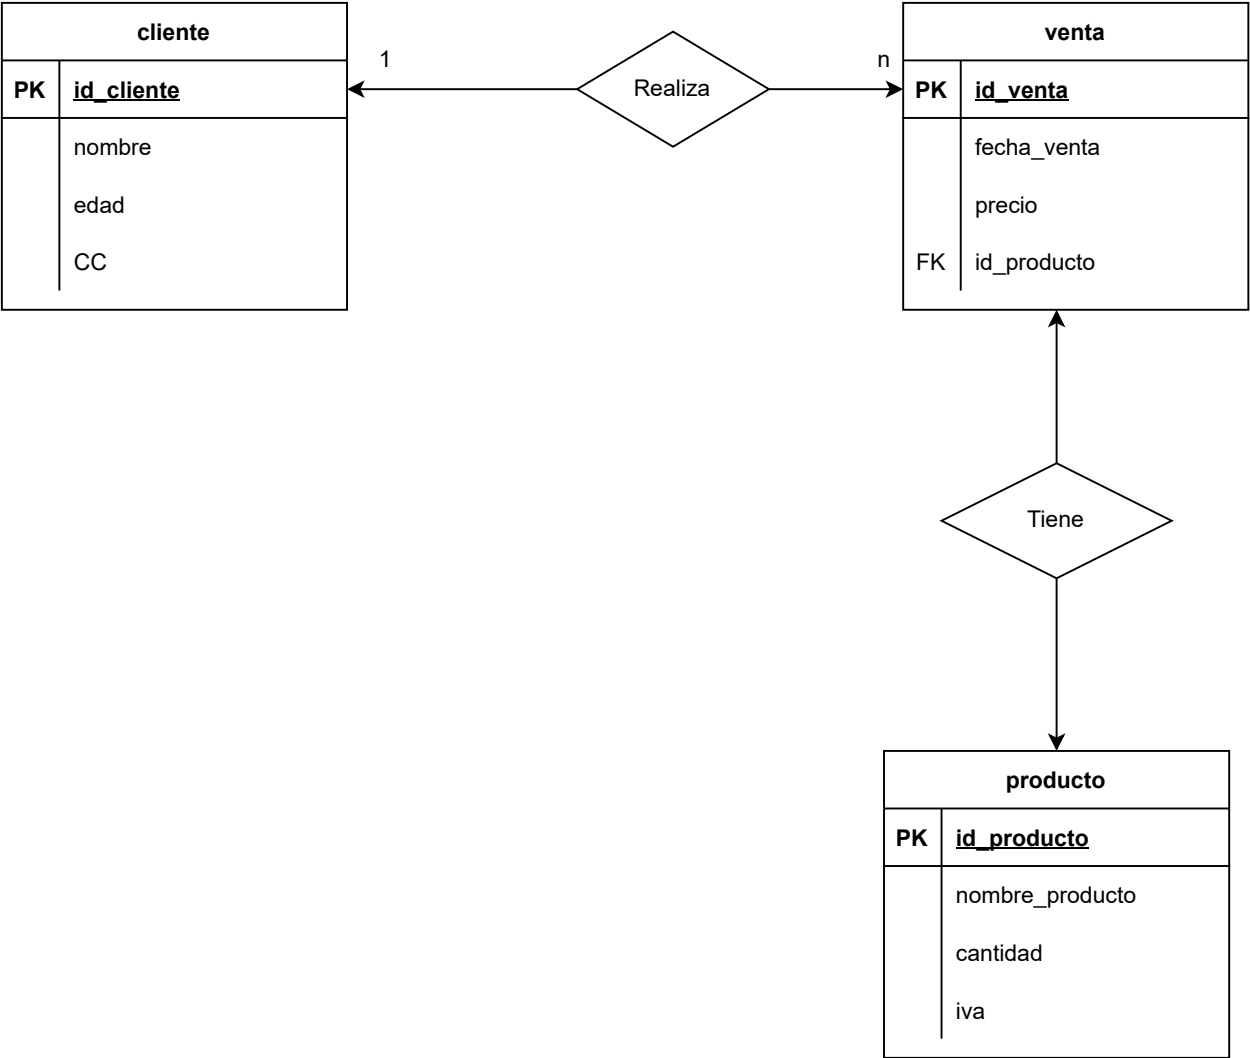 cliente
PK id_cliente
nombre
edad
CC
1
Realiza
n
venta
PK id_venta
fecha_venta
precio
FK id_producto
Tiene
producto
PK id_producto
nombre_producto
cantidad
iva